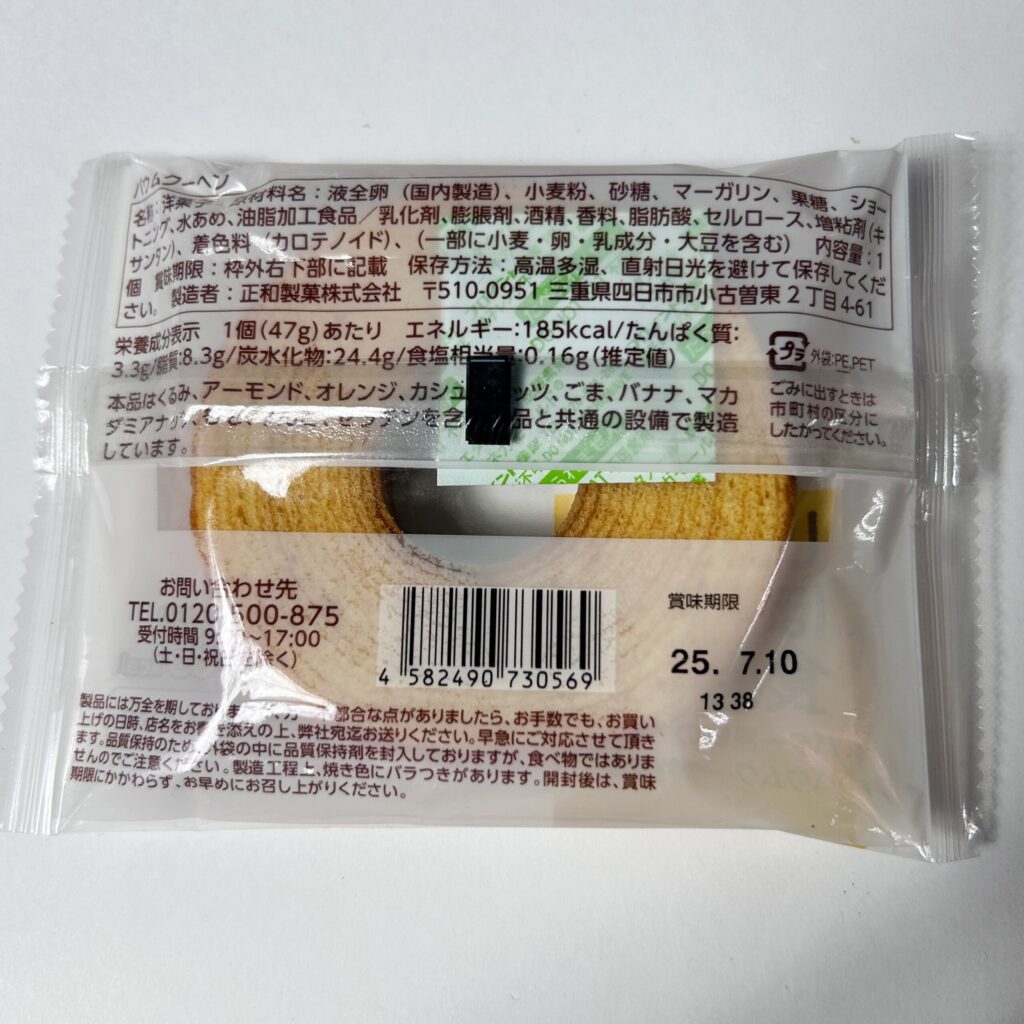 バウムクーヘン
名称：洋菓子 原材料名：液全卵（国内製造）、小麦粉、砂糖、マーガリン、果糖、ショー
トニング、水あめ、油脂加工食品／乳化剤、膨脹剤、酒精、香料、脂肪酸、セルロース、増粘剤（キ
サンタン）、着色料（カロテノイド）、（一部に小麦・卵・乳成分・大豆を含む） 内容量：1
個 賞味期限：枠外右下部に記載 保存方法：高温多湿、直射日光を避けて保存してくだ
さい。 製造者：正和製菓株式会社 〒510-0951 三重県四日市市小古曽東2丁目4-61
栄養成分表示 1個(47g)あたり エネルギー:185kcal/たんぱく質:
3.3g/脂質:8.3g/炭水化物:24.4g/食塩相当量:0.16g(推定値)
プラ 外袋:PE,PET
本品はくるみ、アーモンド、オレンジ、カシュ ッツ、ごま、バナナ、マカ
ダミアナッ ゼラチンを含 品と共通の設備で製造
しています。
ごみに出すときは
市町村の区分に
したがってください。
お問い合わせ先
TEL.0120-500-875
受付時間 9: ~17:00
(土・日・祝日を除く)
4 582490 730569
賞味期限
25. 7.10
13 38
製品には万全を期しておりま 部合な点がありましたら、お手数でも、お買い
上げの日時、店名をお書き添えの上、弊社宛迄お送りください。早急にご対応させて頂き
ます。品質保持のため、外袋の中に品質保持剤を封入しておりますが、食べ物ではありま
せんのでご注意ください。製造工程上、焼き色にバラつきがあります。開封後は、賞味
期限にかかわらず、お早めにお召し上がりください。